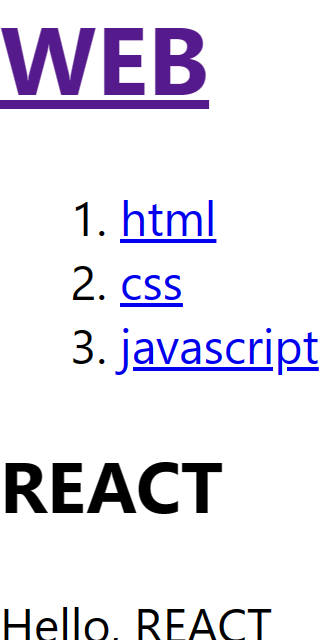 WEB
1. html
2. css
3. javascript
REACT
Hello, REACT